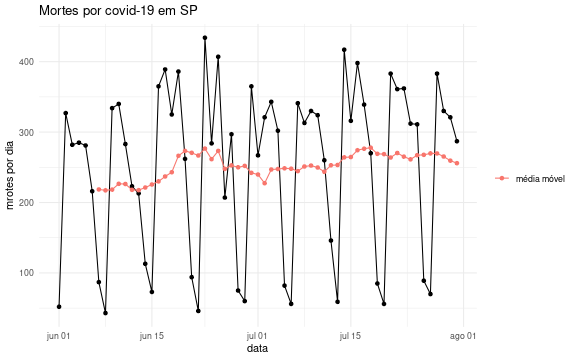 Mortes por covid-19 em SP
mrotes por dia
400
300
200
100
jun 01
jun 15
jul 01
jul 15
ago 01
data
média móvel